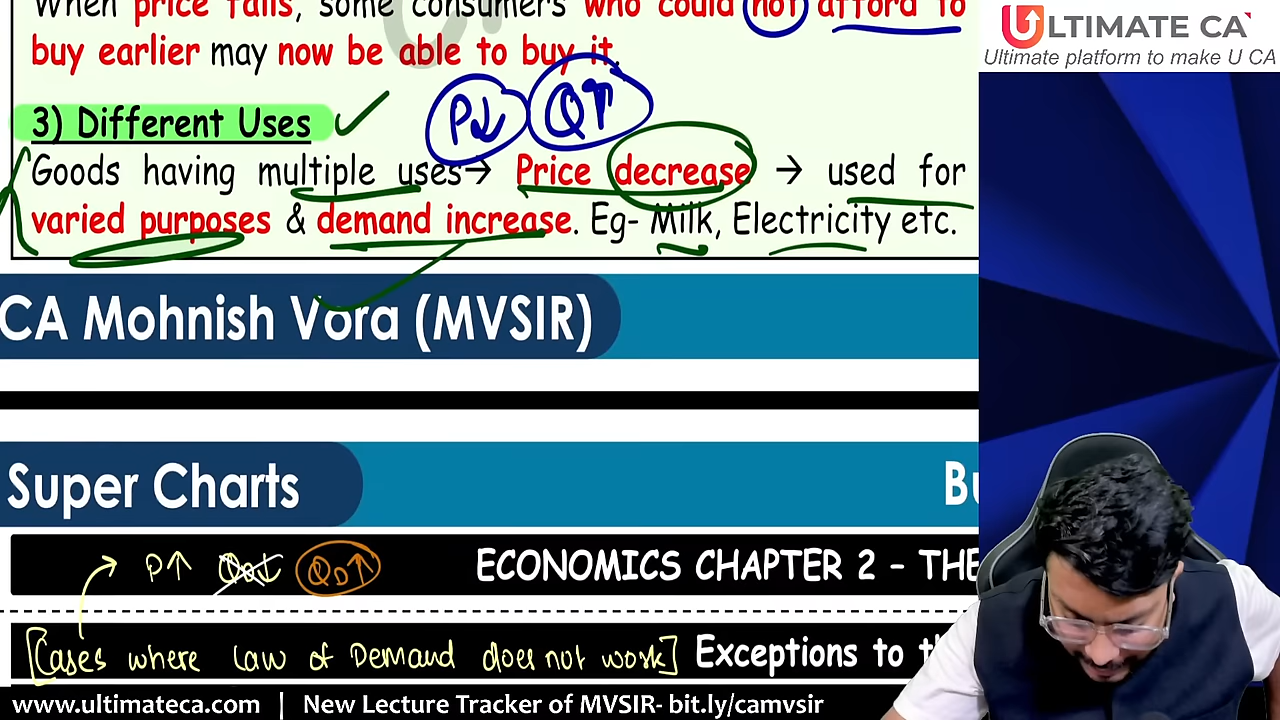 When price falls, some consumers who could not afford to
buy earlier may now be able to buy it.
P↓ Q↑
3) Different Uses
Goods having multiple uses→ Price decrease → used for
varied purposes & demand increase. Eg- Milk, Electricity etc.
CA Mohnish Vora (MVSIR)
Super Charts
Bu
→ P↑ QD↓ QD↑
ECONOMICS CHAPTER 2 – THE
[Cases where Law of Demand does not work] Exceptions to t
www.ultimateca.com | New Lecture Tracker of MVSIR- bit.ly/camvsir
ULTIMATE CA
Ultimate platform to make U CA